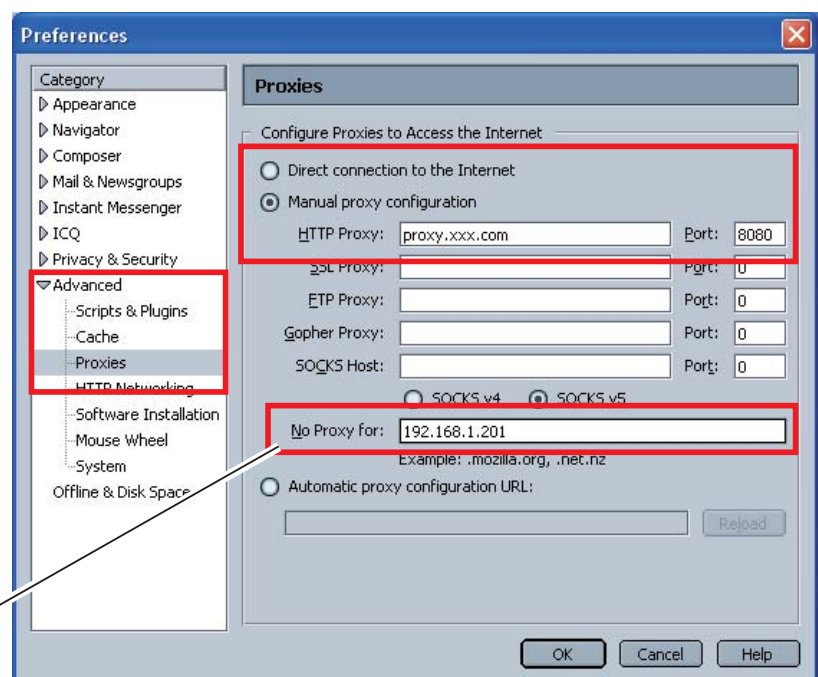 Preferences
Category
Appearance
Navigator
Composer
Mail & Newsgroups
Instant Messenger
ICQ
Privacy & Security
Advanced
Scripts & Plugins
Cache
Proxies
HTTP Networking
Software Installation
Mouse Wheel
System
Offline & Disk Space
Proxies
Configure Proxies to Access the Internet
Direct connection to the Internet
Manual proxy configuration
HTTP Proxy: proxy.xxx.com Port: 8080
SSL Proxy: Port: 0
FTP Proxy: Port: 0
Gopher Proxy: Port: 0
SOCKS Host: Port: 0
SOCKS v4 SOCKS v5
No Proxy for: 192.168.1.201
Example: .mozilla.org, .net.nz
Automatic proxy configuration URL:
Reload
OK Cancel Help